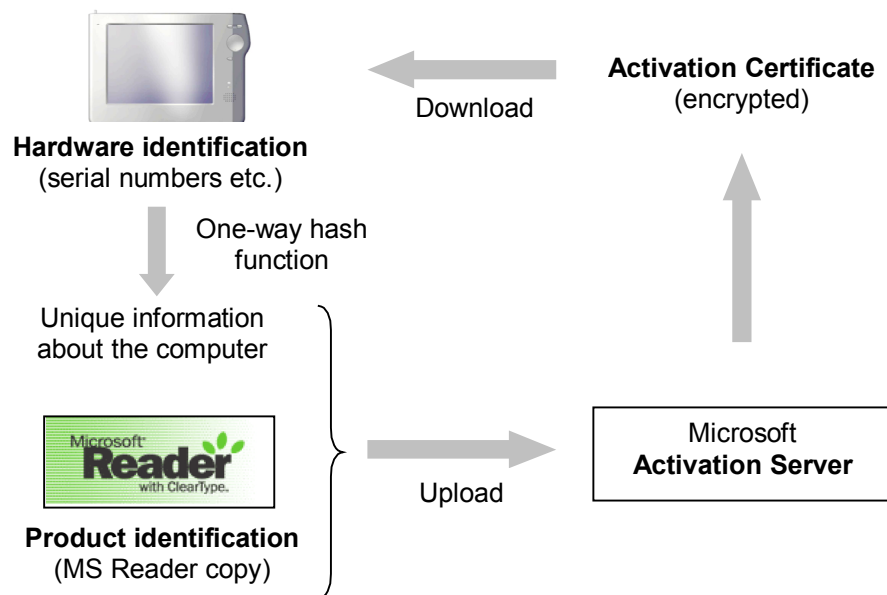 Activation Certificate
(encrypted)
Download
Hardware identification
(serial numbers etc.)
One-way hash
function
Unique information
about the computer
Microsoft
Reader
with ClearType.
Product identification
(MS Reader copy)
Upload
Microsoft
Activation Server